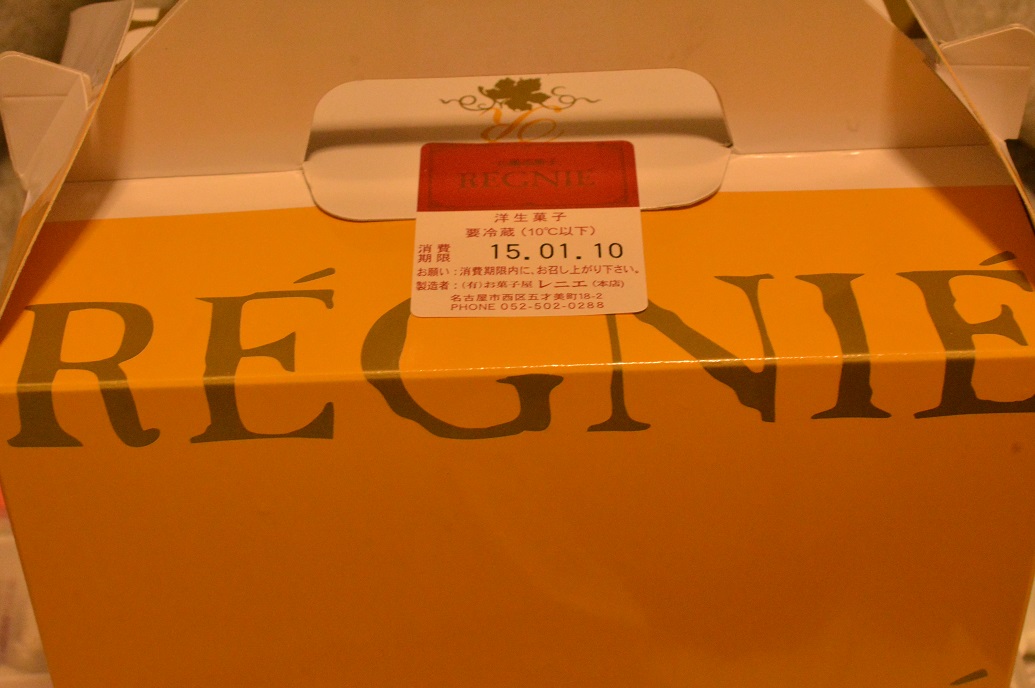 REGNIE
洋生菓子
要冷蔵(10℃以下)
消費期限 15.01.10
お願い:消費期限内に、お召し上がり下さい。
製造者:(有)お菓子屋 レニエ (本店)
名古屋市西区五才美町18-2
PHONE 052-502-0288
RÉGNIÉ